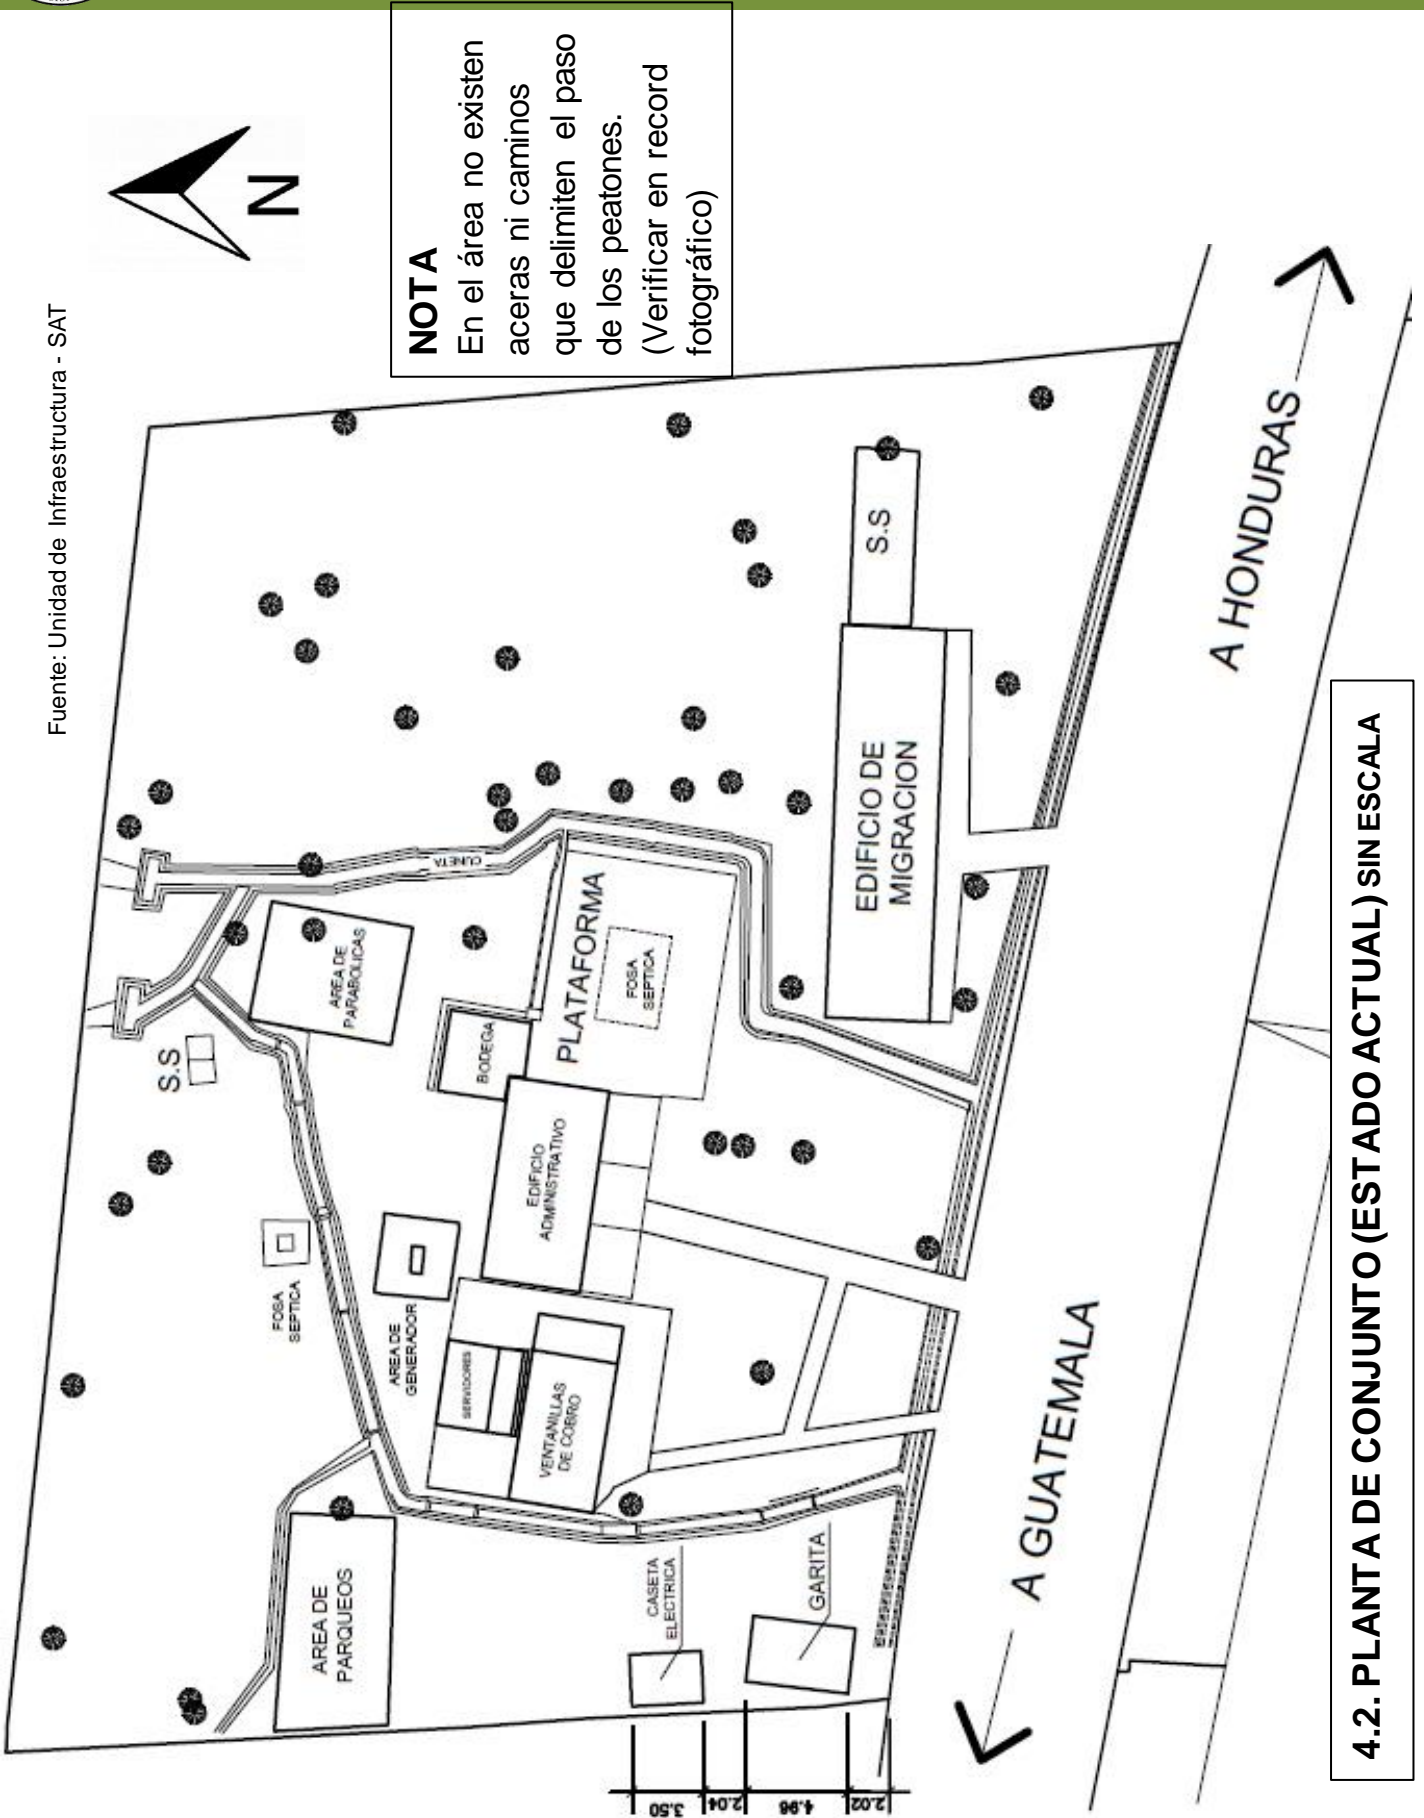 Fuente: Unidad de Infraestructura - SAT
N
NOTA
En el área no existen
aceras ni caminos
que delimiten el paso
de los peatones.
(Verificar en record
fotográfico)
S.S
FOSA
SEPTICA
AREA DE
PARABOLICAS
CUNETA
AREA DE
PARQUEOS
AREA DE
GENERADOR
SERVIDORES
VENTANILLAS
DE COBRO
EDIFICIO
ADMINISTRATIVO
BODEGA
PLATAFORMA
FOSA
SEPTICA
CASETA
ELECTRICA
GARITA
EDIFICIO DE
MIGRACION
S.S
3.50
2.04
4.96
2.02
A GUATEMALA
A HONDURAS
4.2. PLANTA DE CONJUNTO (ESTADO ACTUAL) SIN ESCALA